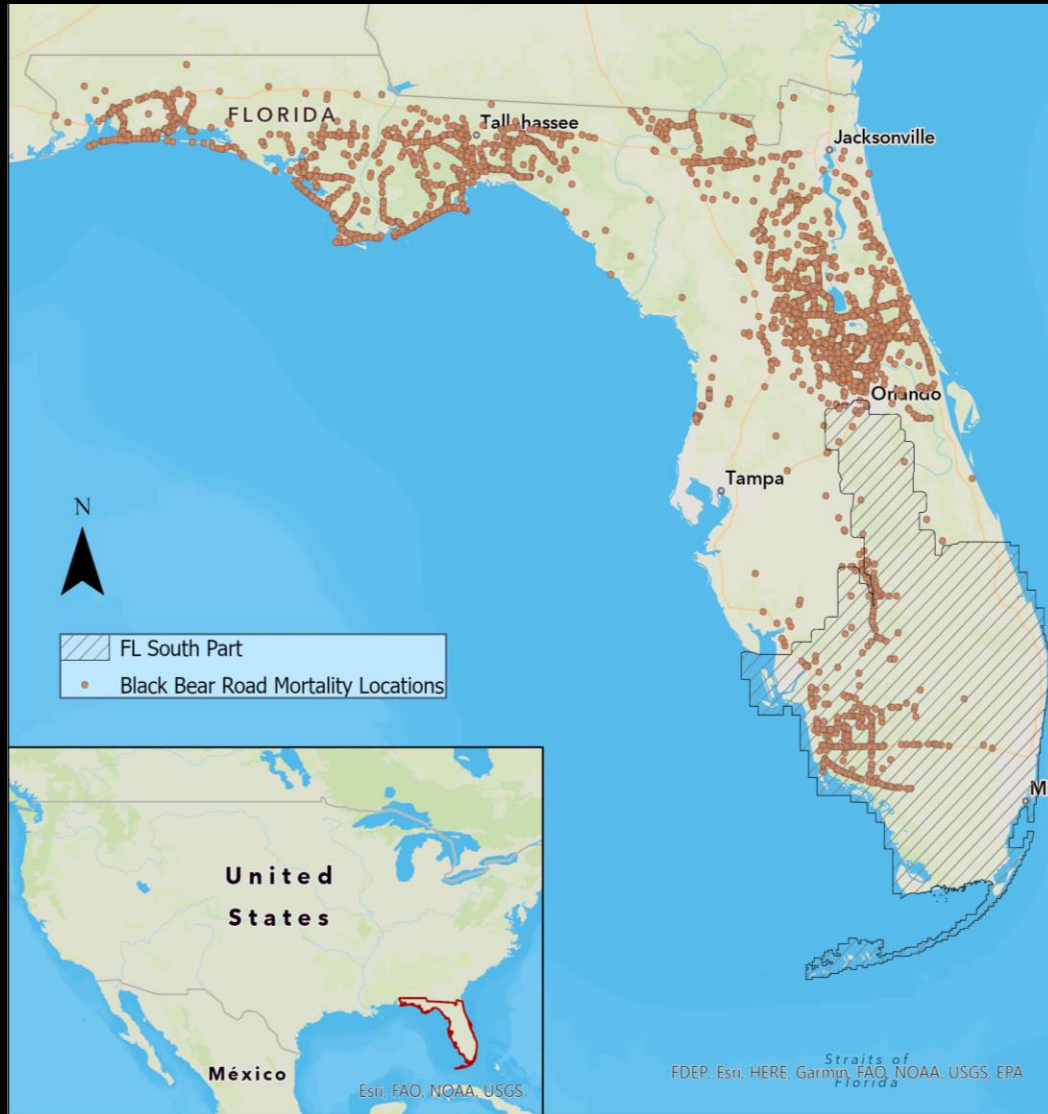 FLORIDA
Tallahassee
Jacksonville
Orlando
Tampa
N
FL South Part
Black Bear Road Mortality Locations
M
United
States
México
Esri, FAO, NOAA, USGS
Straits of
Florida
FDEP, Esri, HERE, Garmin, FAO, NOAA, USGS, EPA